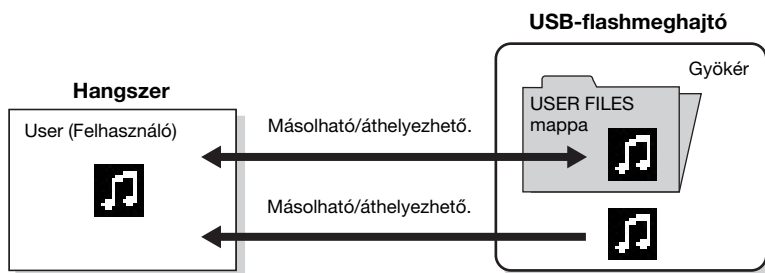 USB-flashmeghajtó
Gyökér
Hangszer
USER FILES
mappa
User (Felhasználó)
Másolható/áthelyezhető.
Másolható/áthelyezhető.